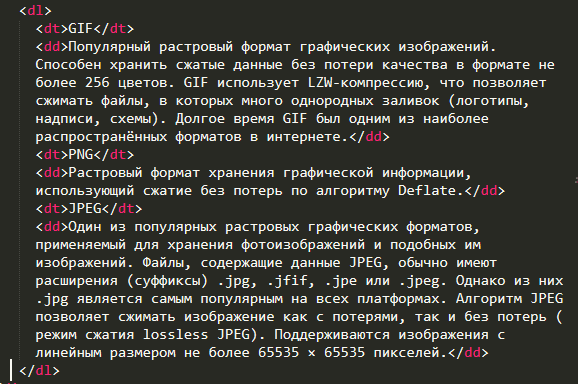 <dl>
<dt>GIF</dt>
<dd>Популярный растровый формат графических изображений.
Способен хранить сжатые данные без потери качества в формате не
более 256 цветов. GIF использует LZW-компрессию, что позволяет
сжимать файлы, в которых много однородных заливок (логотипы,
надписи, схемы). Долгое время GIF был одним из наиболее
распространённых форматов в интернете.</dd>
<dt>PNG</dt>
<dd>Растровый формат хранения графической информации,
использующий сжатие без потерь по алгоритму Deflate.</dd>
<dt>JPEG</dt>
<dd>Один из популярных растровых графических форматов,
применяемый для хранения фотоизображений и подобных им
изображений. Файлы, содержащие данные JPEG, обычно имеют
расширения (суффиксы) .jpg, .jfif, .jpe или .jpeg. Однако из них
.jpg является самым популярным на всех платформах. Алгоритм JPEG
позволяет сжимать изображение как с потерями, так и без потерь (
режим сжатия lossless JPEG). Поддерживаются изображения с
линейным размером не более 65535 × 65535 пикселей.</dd>
</dl>